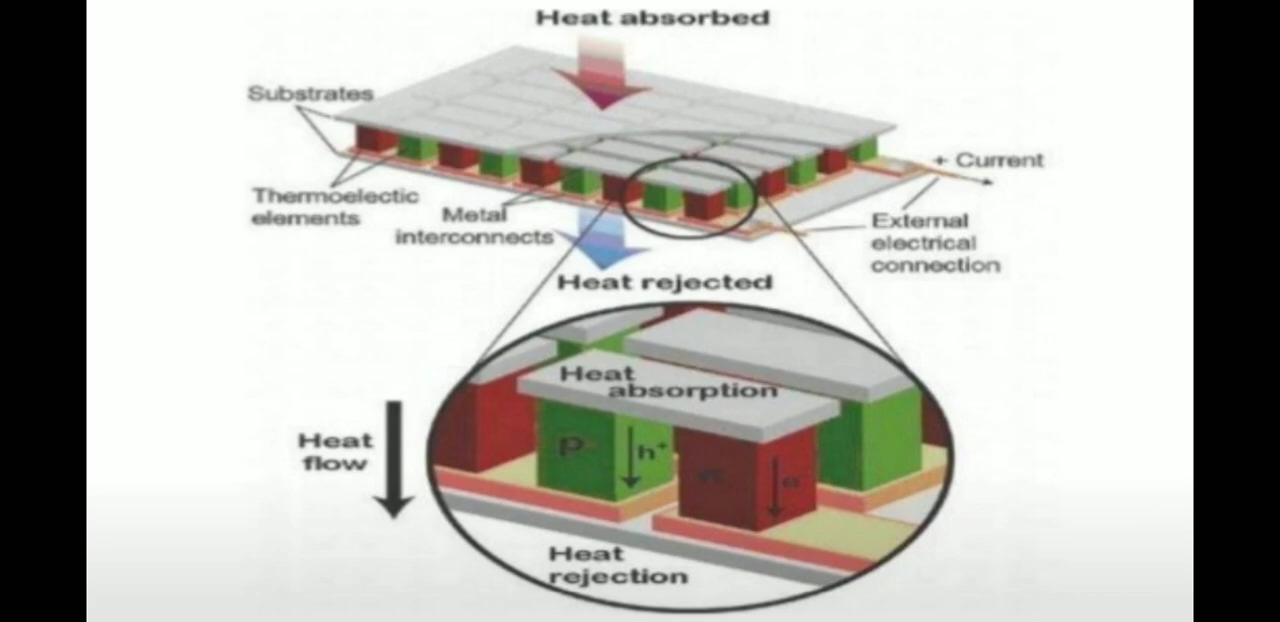 Heat absorbed
Substrates
+ Current
Thermoelectic
elements
Metal
interconnects
External
electrical
connection
Heat rejected
Heat
absorption
Heat
flow
p
h+
Heat
rejection